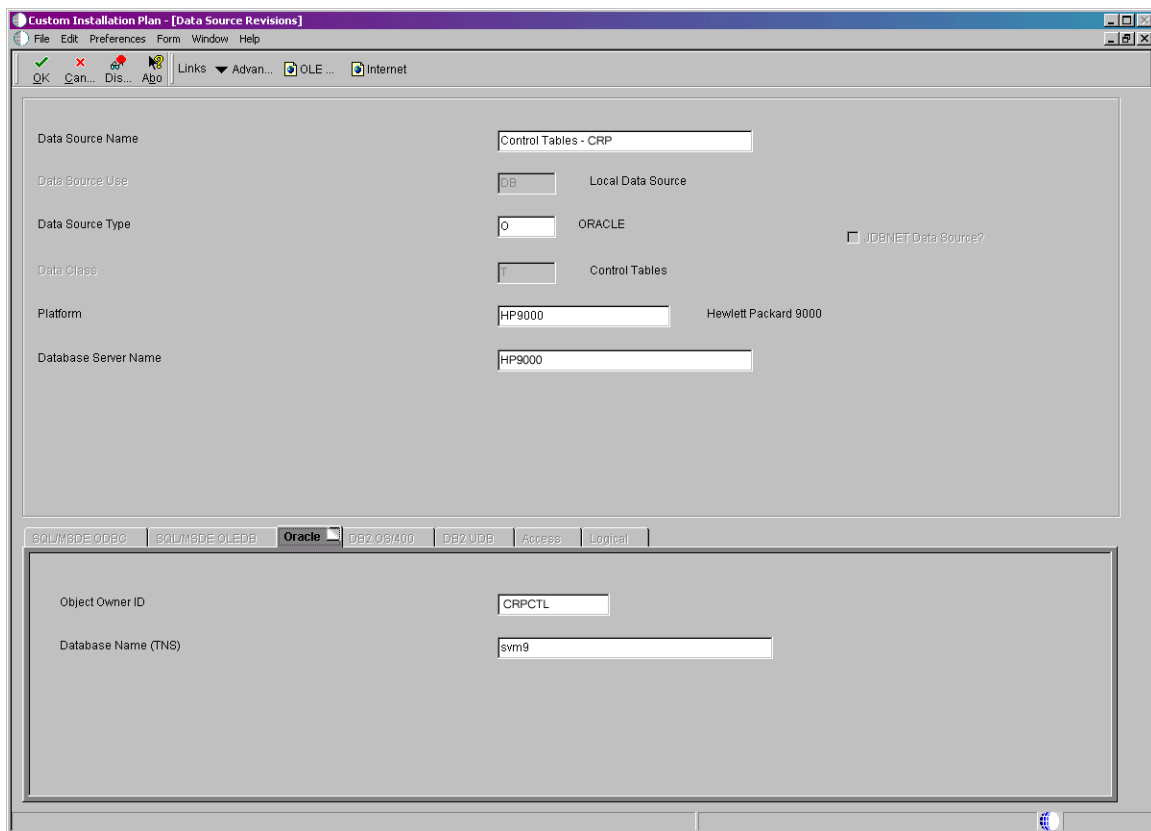 Custom Installation Plan - [Data Source Revisions]
File Edit Preferences Form Window Help
OK Can... Dis... Abo Links Advan... OLE ... Internet
Data Source Name Control Tables - CRP
Data Source Use DB Local Data Source
Data Source Type O ORACLE
JDBNET Data Source?
Data Class T Control Tables
Platform HP9000 Hewlett Packard 9000
Database Server Name HP9000
SQL/MSDE ODBC SQL/MSDE OLEDB Oracle DB2 OS/400 DB2 UDB Access Logical
Object Owner ID CRPCTL
Database Name (TNS) svm9